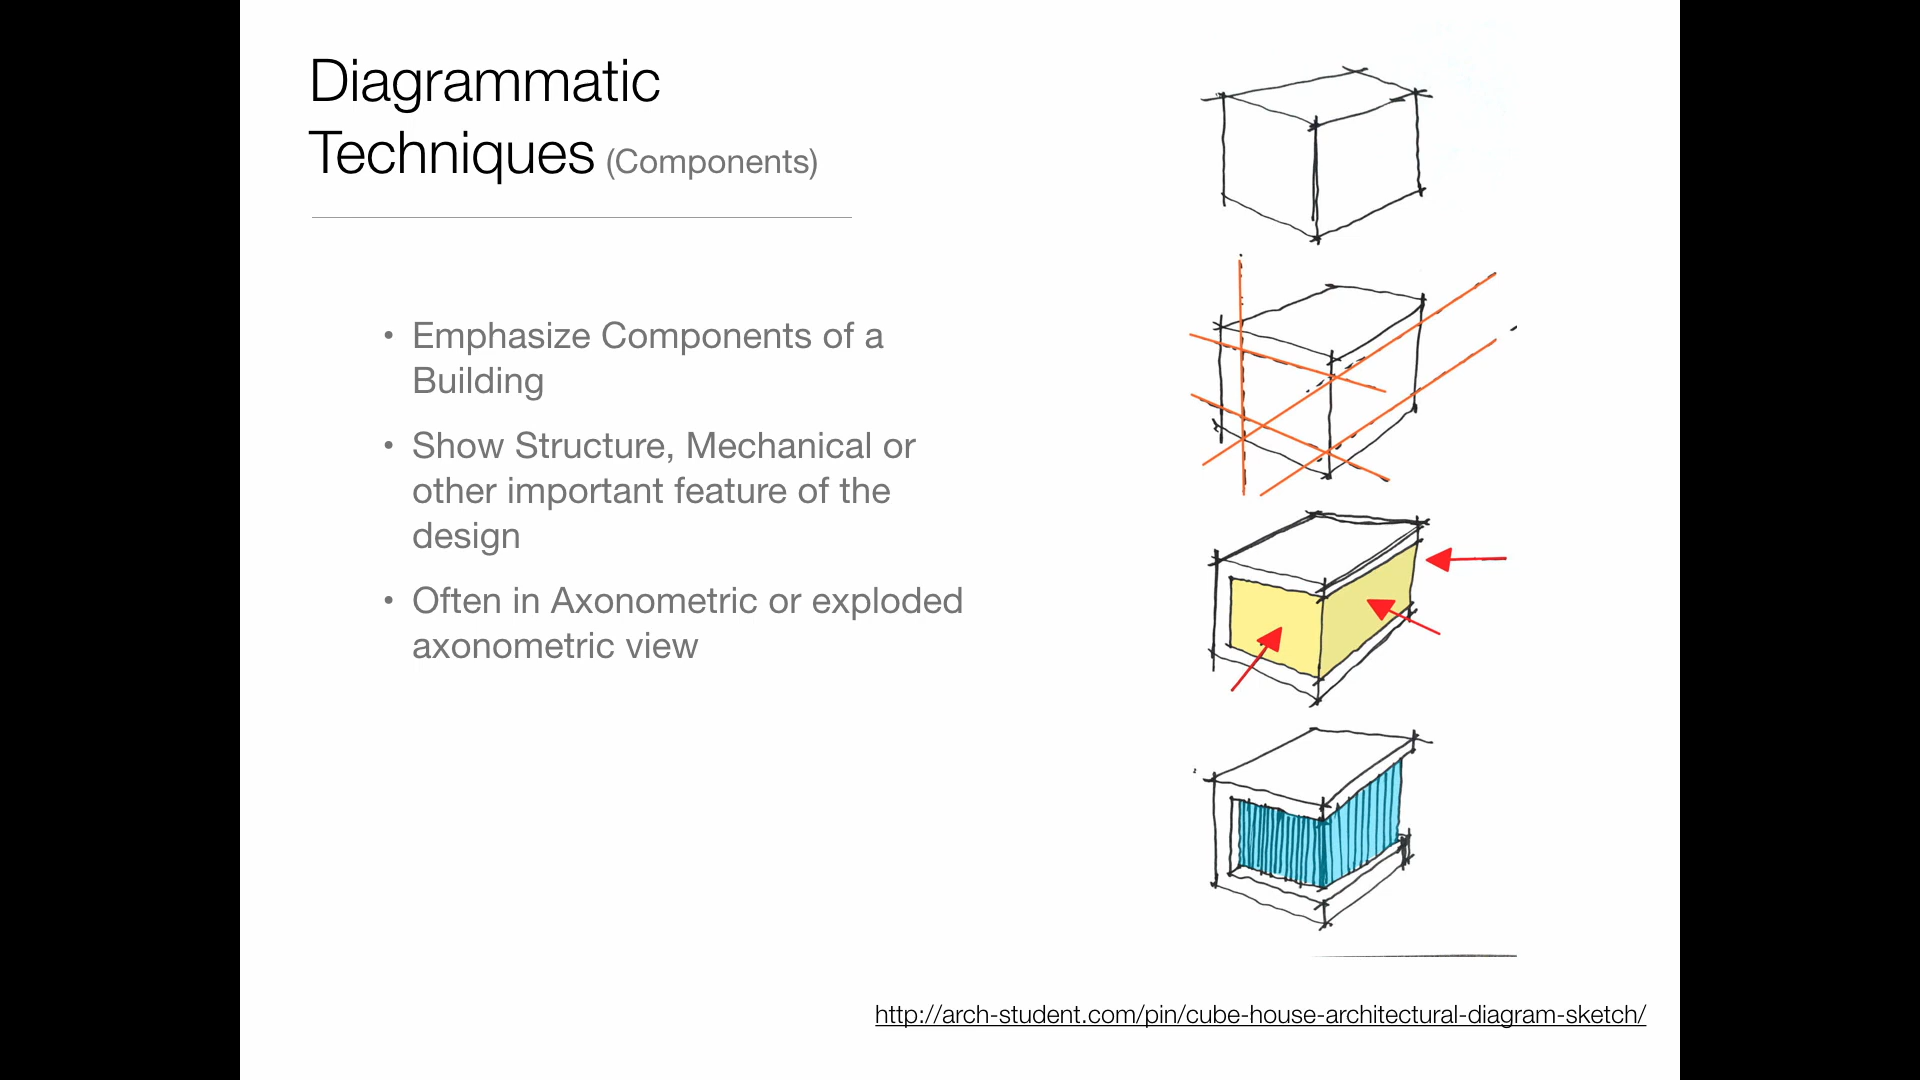 Diagrammatic
Techniques (Components)
• Emphasize Components of a
Building
• Show Structure, Mechanical or
other important feature of the
design
• Often in Axonometric or exploded
axonometric view
http://arch-student.com/pin/cube-house-architectural-diagram-sketch/